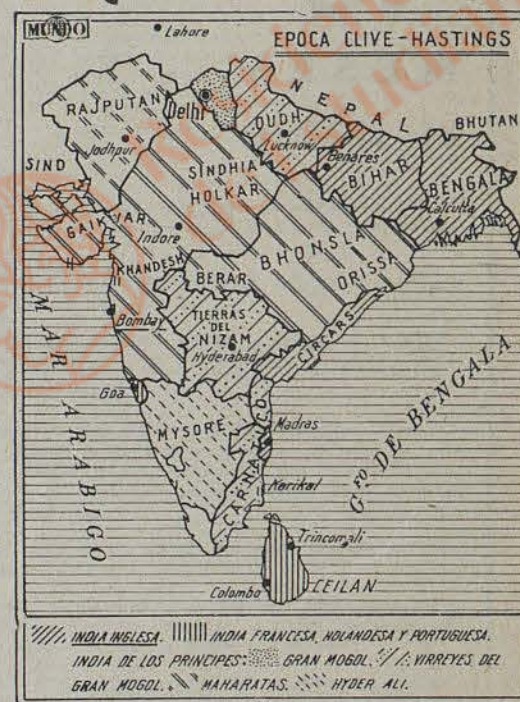 MUNDO
EPOCA CLIVE-HASTINGS
Lahore
NEPAL
BHUTAN
RAJPUTAN
Delhi
OUDH
Lucknow
Jodhpur
SIND
SINDHIA
HOLKAR
Benares
BIHAR
BENGALA
Calcutta
GAIKWAR
Indore
BHONSLA
ORISSA
KHANDESH
BERAR
TIERRAS
DEL
NIZAM
Hyderabad
CIRCARS
Bombay
MAR ARABIGO
Gfo DE BENGALA
Goa
MYSORE
Madras
CARNATICO
Karikal
Trincomali
Colombo
CEILAN
INDIA INGLESA. INDIA FRANCESA, HOLANDESA Y PORTUGUESA.
INDIA DE LOS PRINCIPES: GRAN MOGOL. VIRREYES DEL
GRAN MOGOL. MAHARATAS. HYDER ALI.